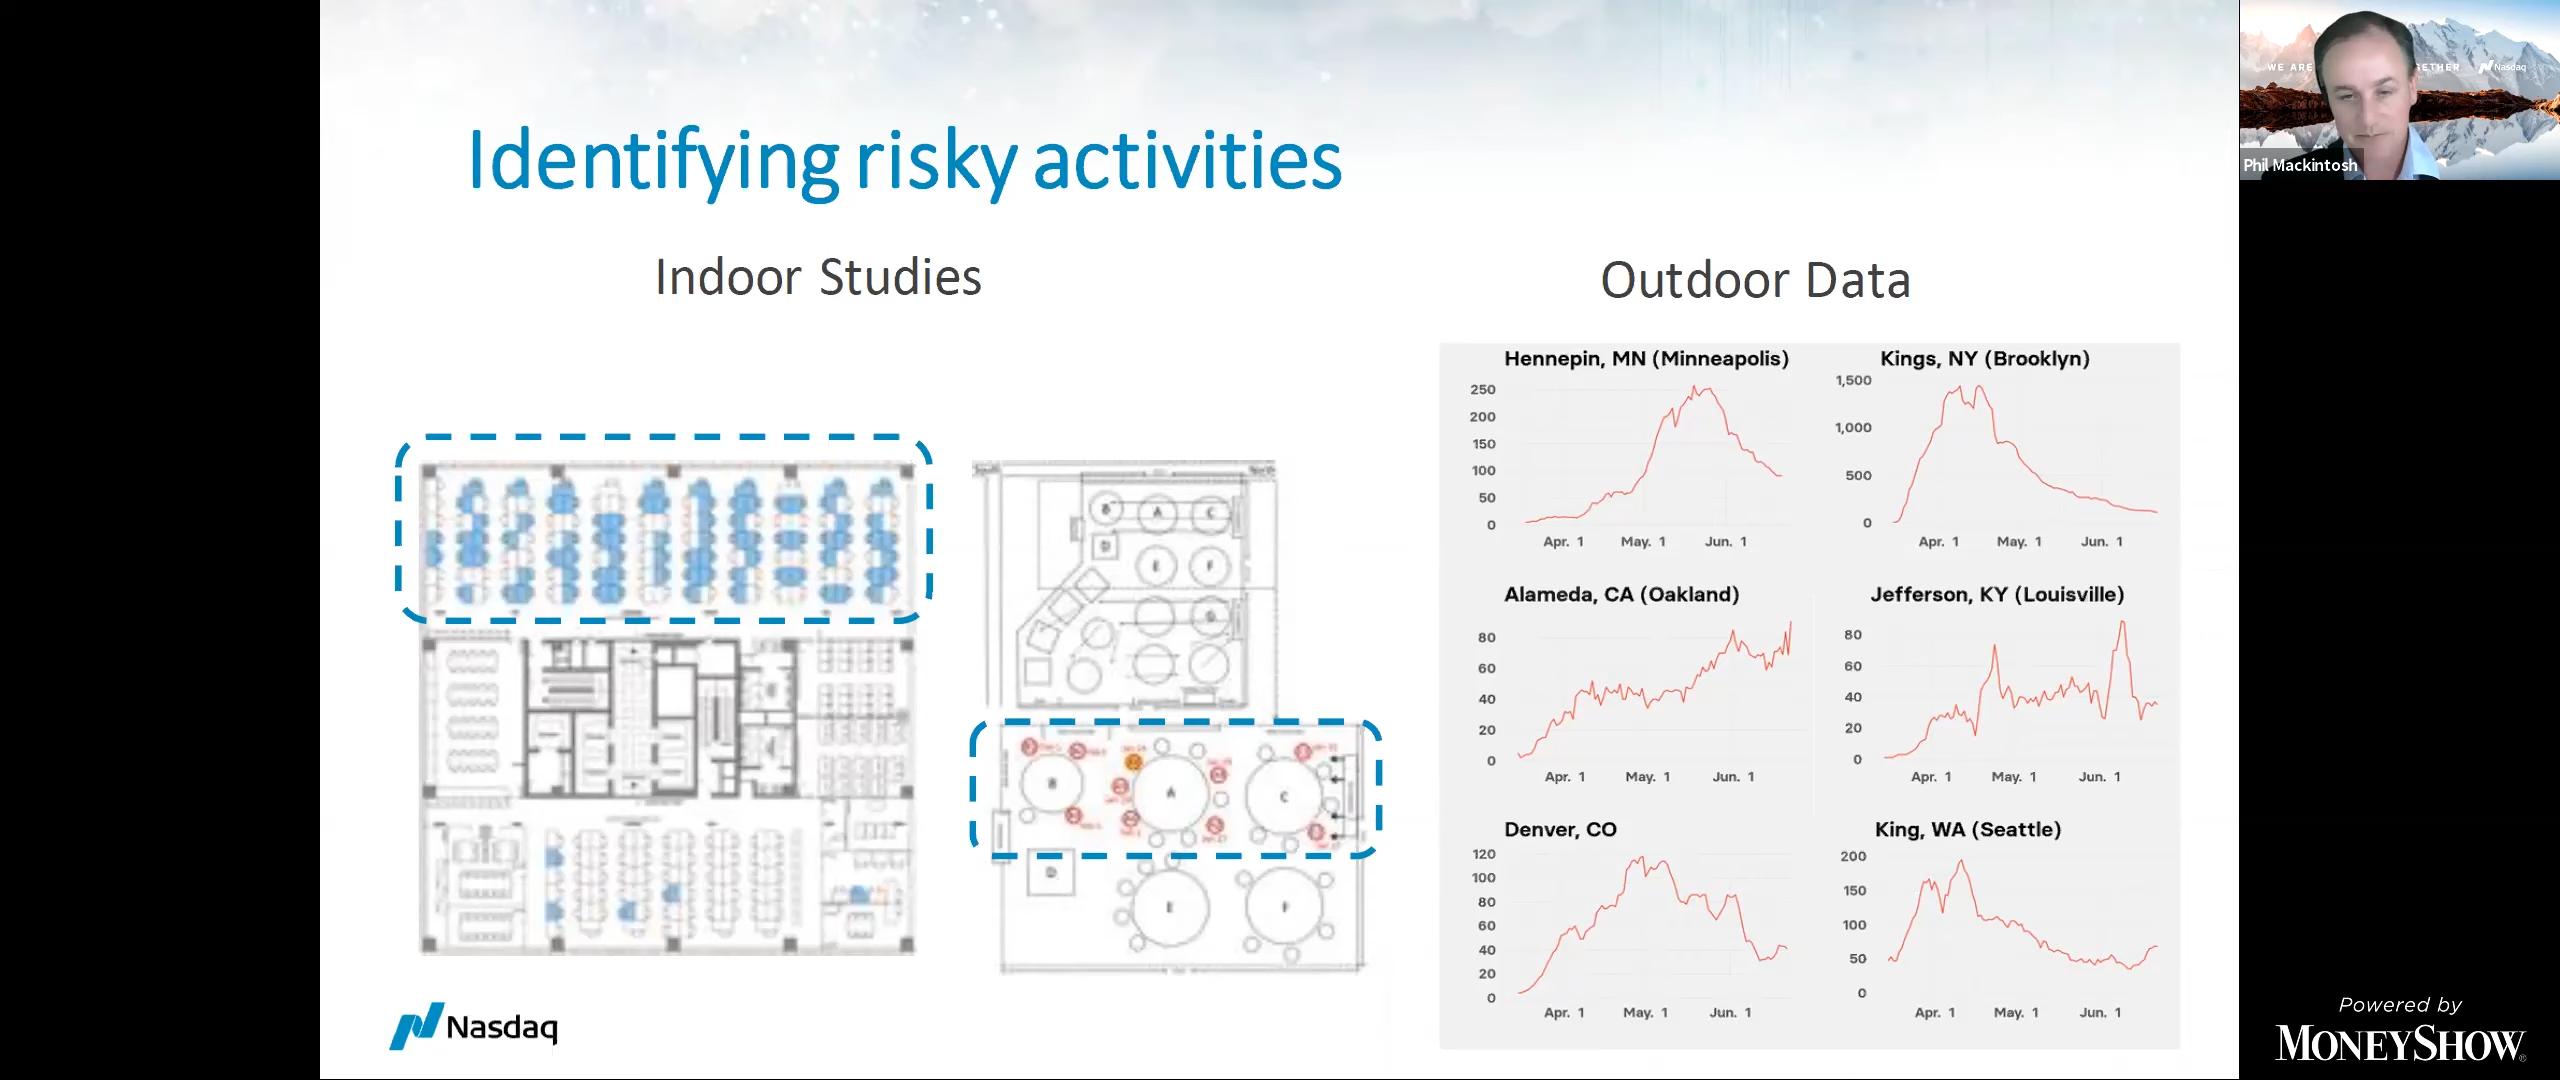 Identifying risky activities
Indoor Studies
Outdoor Data
Hennepin, MN (Minneapolis)
250
200
150
100
50
0
Apr. 1 May. 1 Jun. 1
Kings, NY (Brooklyn)
1,500
1,000
500
0
Apr. 1 May. 1 Jun. 1
Alameda, CA (Oakland)
80
60
40
20
0
Apr. 1 May. 1 Jun. 1
Jefferson, KY (Louisville)
80
60
40
20
0
Apr. 1 May. 1 Jun. 1
Denver, CO
120
100
80
60
40
20
0
Apr. 1 May. 1 Jun. 1
King, WA (Seattle)
200
150
100
50
0
Apr. 1 May. 1 Jun. 1
B A C
D
E F
G
B A C
D
E F
Nasdaq
WE ARE
Nasdaq
Phil Mackintosh
Powered by
MONEYSHOW